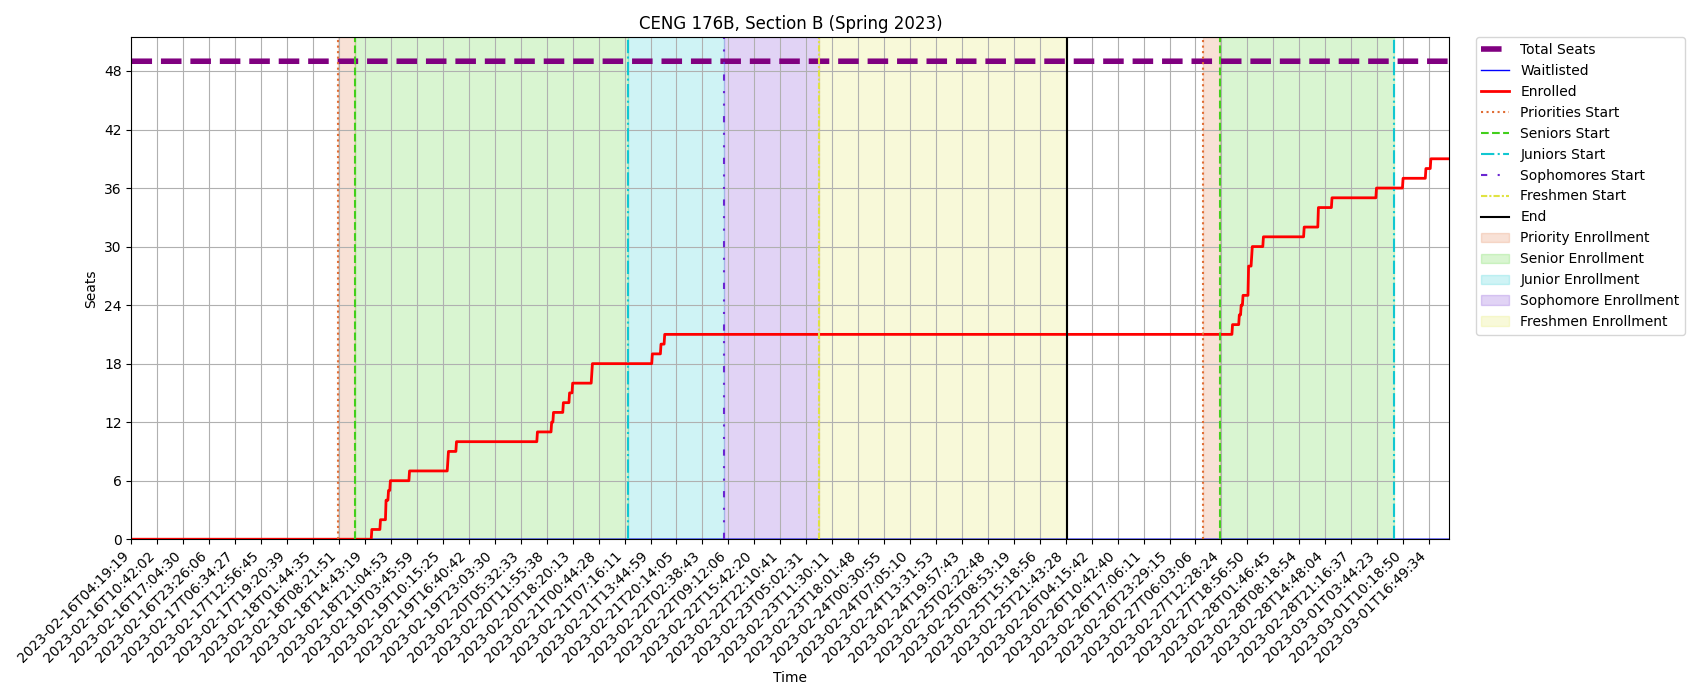 CENG 176B, Section B (Spring 2023)
Seats
48
42
36
30
24
18
12
6
0
2023-02-16T04:19:19
2023-02-16T10:42:02
2023-02-16T17:04:30
2023-02-16T23:26:06
2023-02-17T06:34:27
2023-02-17T12:56:45
2023-02-17T19:20:39
2023-02-18T01:44:35
2023-02-18T08:21:51
2023-02-18T14:43:19
2023-02-18T21:04:53
2023-02-19T03:45:59
2023-02-19T10:15:25
2023-02-19T16:40:42
2023-02-19T23:03:30
2023-02-20T05:32:33
2023-02-20T11:55:38
2023-02-20T18:20:13
2023-02-21T00:44:28
2023-02-21T07:16:11
2023-02-21T13:44:59
2023-02-21T20:14:05
2023-02-22T02:38:43
2023-02-22T09:12:06
2023-02-22T15:42:20
2023-02-22T22:10:41
2023-02-23T05:02:31
2023-02-23T11:30:11
2023-02-23T18:01:48
2023-02-24T00:30:55
2023-02-24T07:05:10
2023-02-24T13:31:53
2023-02-24T19:57:43
2023-02-25T02:22:48
2023-02-25T08:53:19
2023-02-25T15:18:56
2023-02-25T21:43:28
2023-02-26T04:15:42
2023-02-26T10:42:40
2023-02-26T17:06:11
2023-02-26T23:29:15
2023-02-27T06:03:06
2023-02-27T12:28:24
2023-02-27T18:56:50
2023-02-28T01:46:45
2023-02-28T08:18:54
2023-02-28T14:48:04
2023-02-28T21:16:37
2023-03-01T03:44:23
2023-03-01T10:18:50
2023-03-01T16:49:34
Time
Total Seats
Waitlisted
Enrolled
Priorities Start
Seniors Start
Juniors Start
Sophomores Start
Freshmen Start
End
Priority Enrollment
Senior Enrollment
Junior Enrollment
Sophomore Enrollment
Freshmen Enrollment